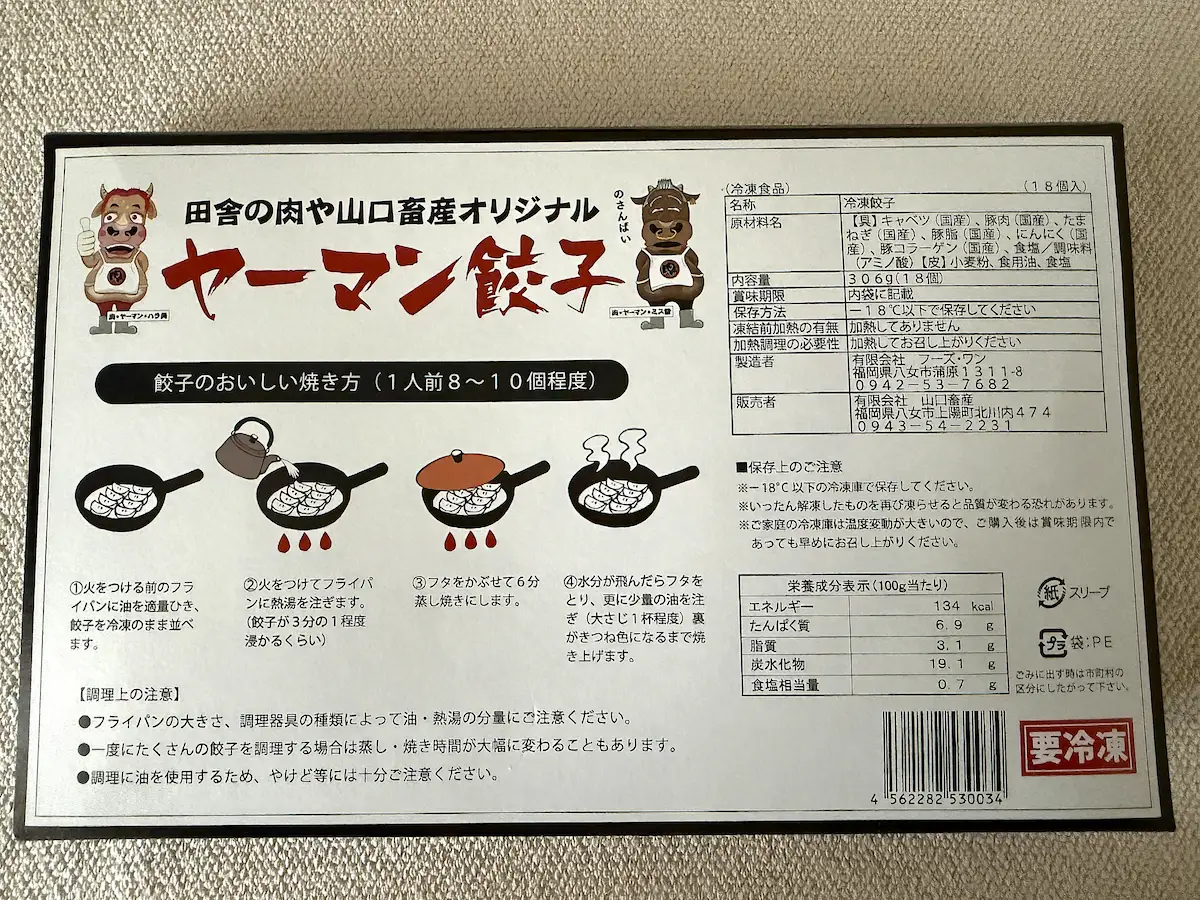 田舎の肉や山口畜産オリジナル
ヤーマン餃子
のさんばい
肉・ヤーマン・ハラ美
餃子のおいしい焼き方（１人前８～１０個程度）
①火をつける前のフラ
イパンに油を適量ひき、
餃子を冷凍のまま並べ
ます。
②火をつけてフライパ
ンに熱湯を注ぎます。
（餃子が３分の１程度
浸かるくらい）
③フタをかぶせて６分
蒸し焼きにします。
④水分が飛んだらフタを
とり、更に少量の油を注
ぎ（大さじ１杯程度）裏
がきつね色になるまで焼
き上げます。
【調理上の注意】
●フライパンの大きさ、調理器具の種類によって油・熱湯の分量にご注意ください。
●一度にたくさんの餃子を調理する場合は蒸し・焼き時間が大幅に変わることもあります。
●調理に油を使用するため、やけど等には十分ご注意ください。
（冷凍食品） （１８個入）
名称 冷凍餃子
原材料名 【具】キャベツ（国産）、豚肉（国産）、たま
ねぎ（国産）、豚脂（国産）、にんにく（国
産）、豚コラーゲン（国産）、食塩／調味料
（アミノ酸）【皮】小麦粉、食用油、食塩
内容量 ３０６g（１８個）
賞味期限 内袋に記載
保存方法 －１８℃以下で保存してください
凍結前加熱の有無 加熱してありません
加熱調理の必要性 加熱してお召し上がりください
製造者 有限会社 フーズ・ワン
福岡県八女市蒲原１３１１-８
０９４２－５３－７６８２
販売者 有限会社 山口畜産
福岡県八女市上陽町北川内４７４
０９４３－５４－２２３１
■保存上のご注意
※－18℃以下の冷凍庫で保存してください。
※いったん解凍したものを再び凍らせると品質が変わる恐れがあります。
※ご家庭の冷凍庫は温度変動が大きいので、ご購入後は賞味期限内で
あっても早めにお召し上がりください。
栄養成分表示（100g当たり）
エネルギー 134 kcal
たんぱく質 6.9 g
脂質 3.1 g
炭水化物 19.1 g
食塩相当量 0.7 g
紙 スリーブ
プラ 袋：PE
ごみに出す時は市町村の
区分にしたがって下さい。
要冷凍
4 562282 530034